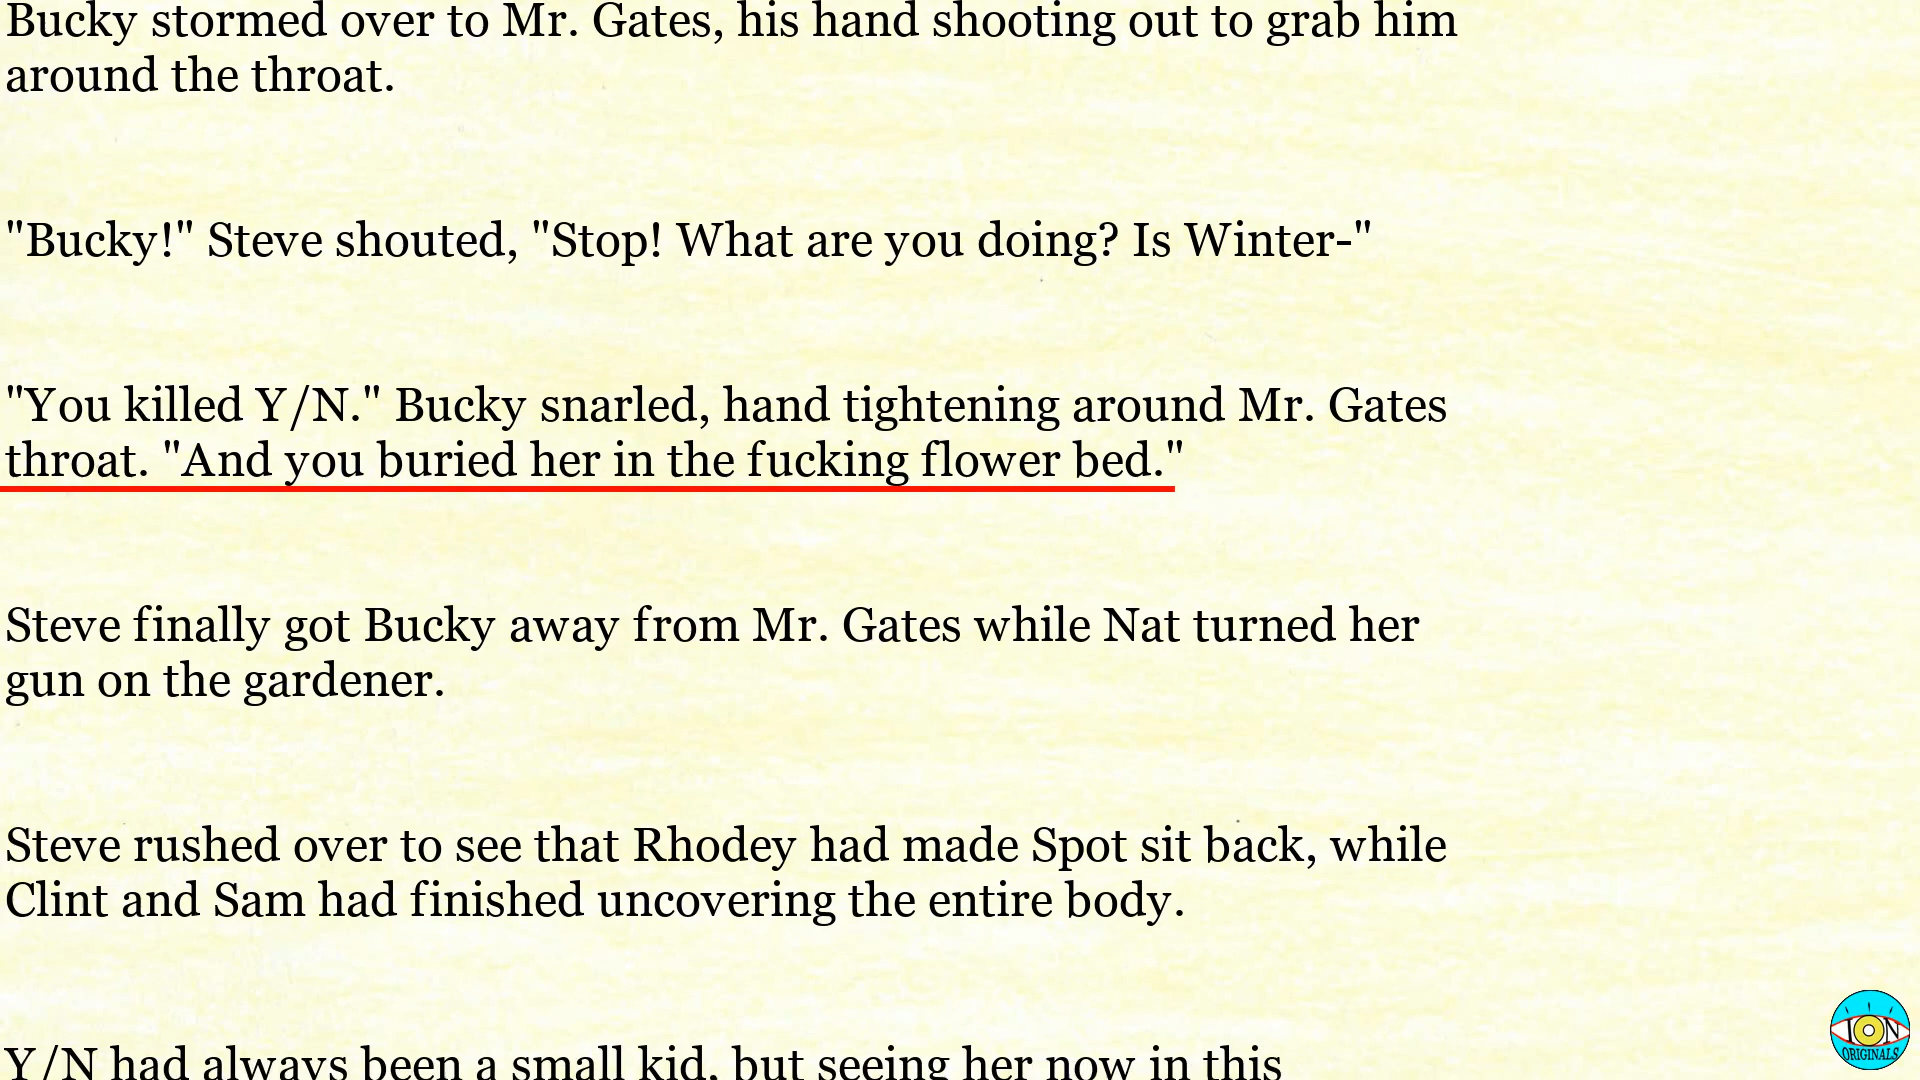 Bucky stormed over to Mr. Gates, his hand shooting out to grab him
around the throat.
"Bucky!" Steve shouted, "Stop! What are you doing? Is Winter-"
"You killed Y/N." Bucky snarled, hand tightening around Mr. Gates
throat. "And you buried her in the fucking flower bed."
Steve finally got Bucky away from Mr. Gates while Nat turned her
gun on the gardener.
Steve rushed over to see that Rhodey had made Spot sit back, while
Clint and Sam had finished uncovering the entire body.
Y/N had always been a small kid, but seeing her now in this
ION
ORIGINALS